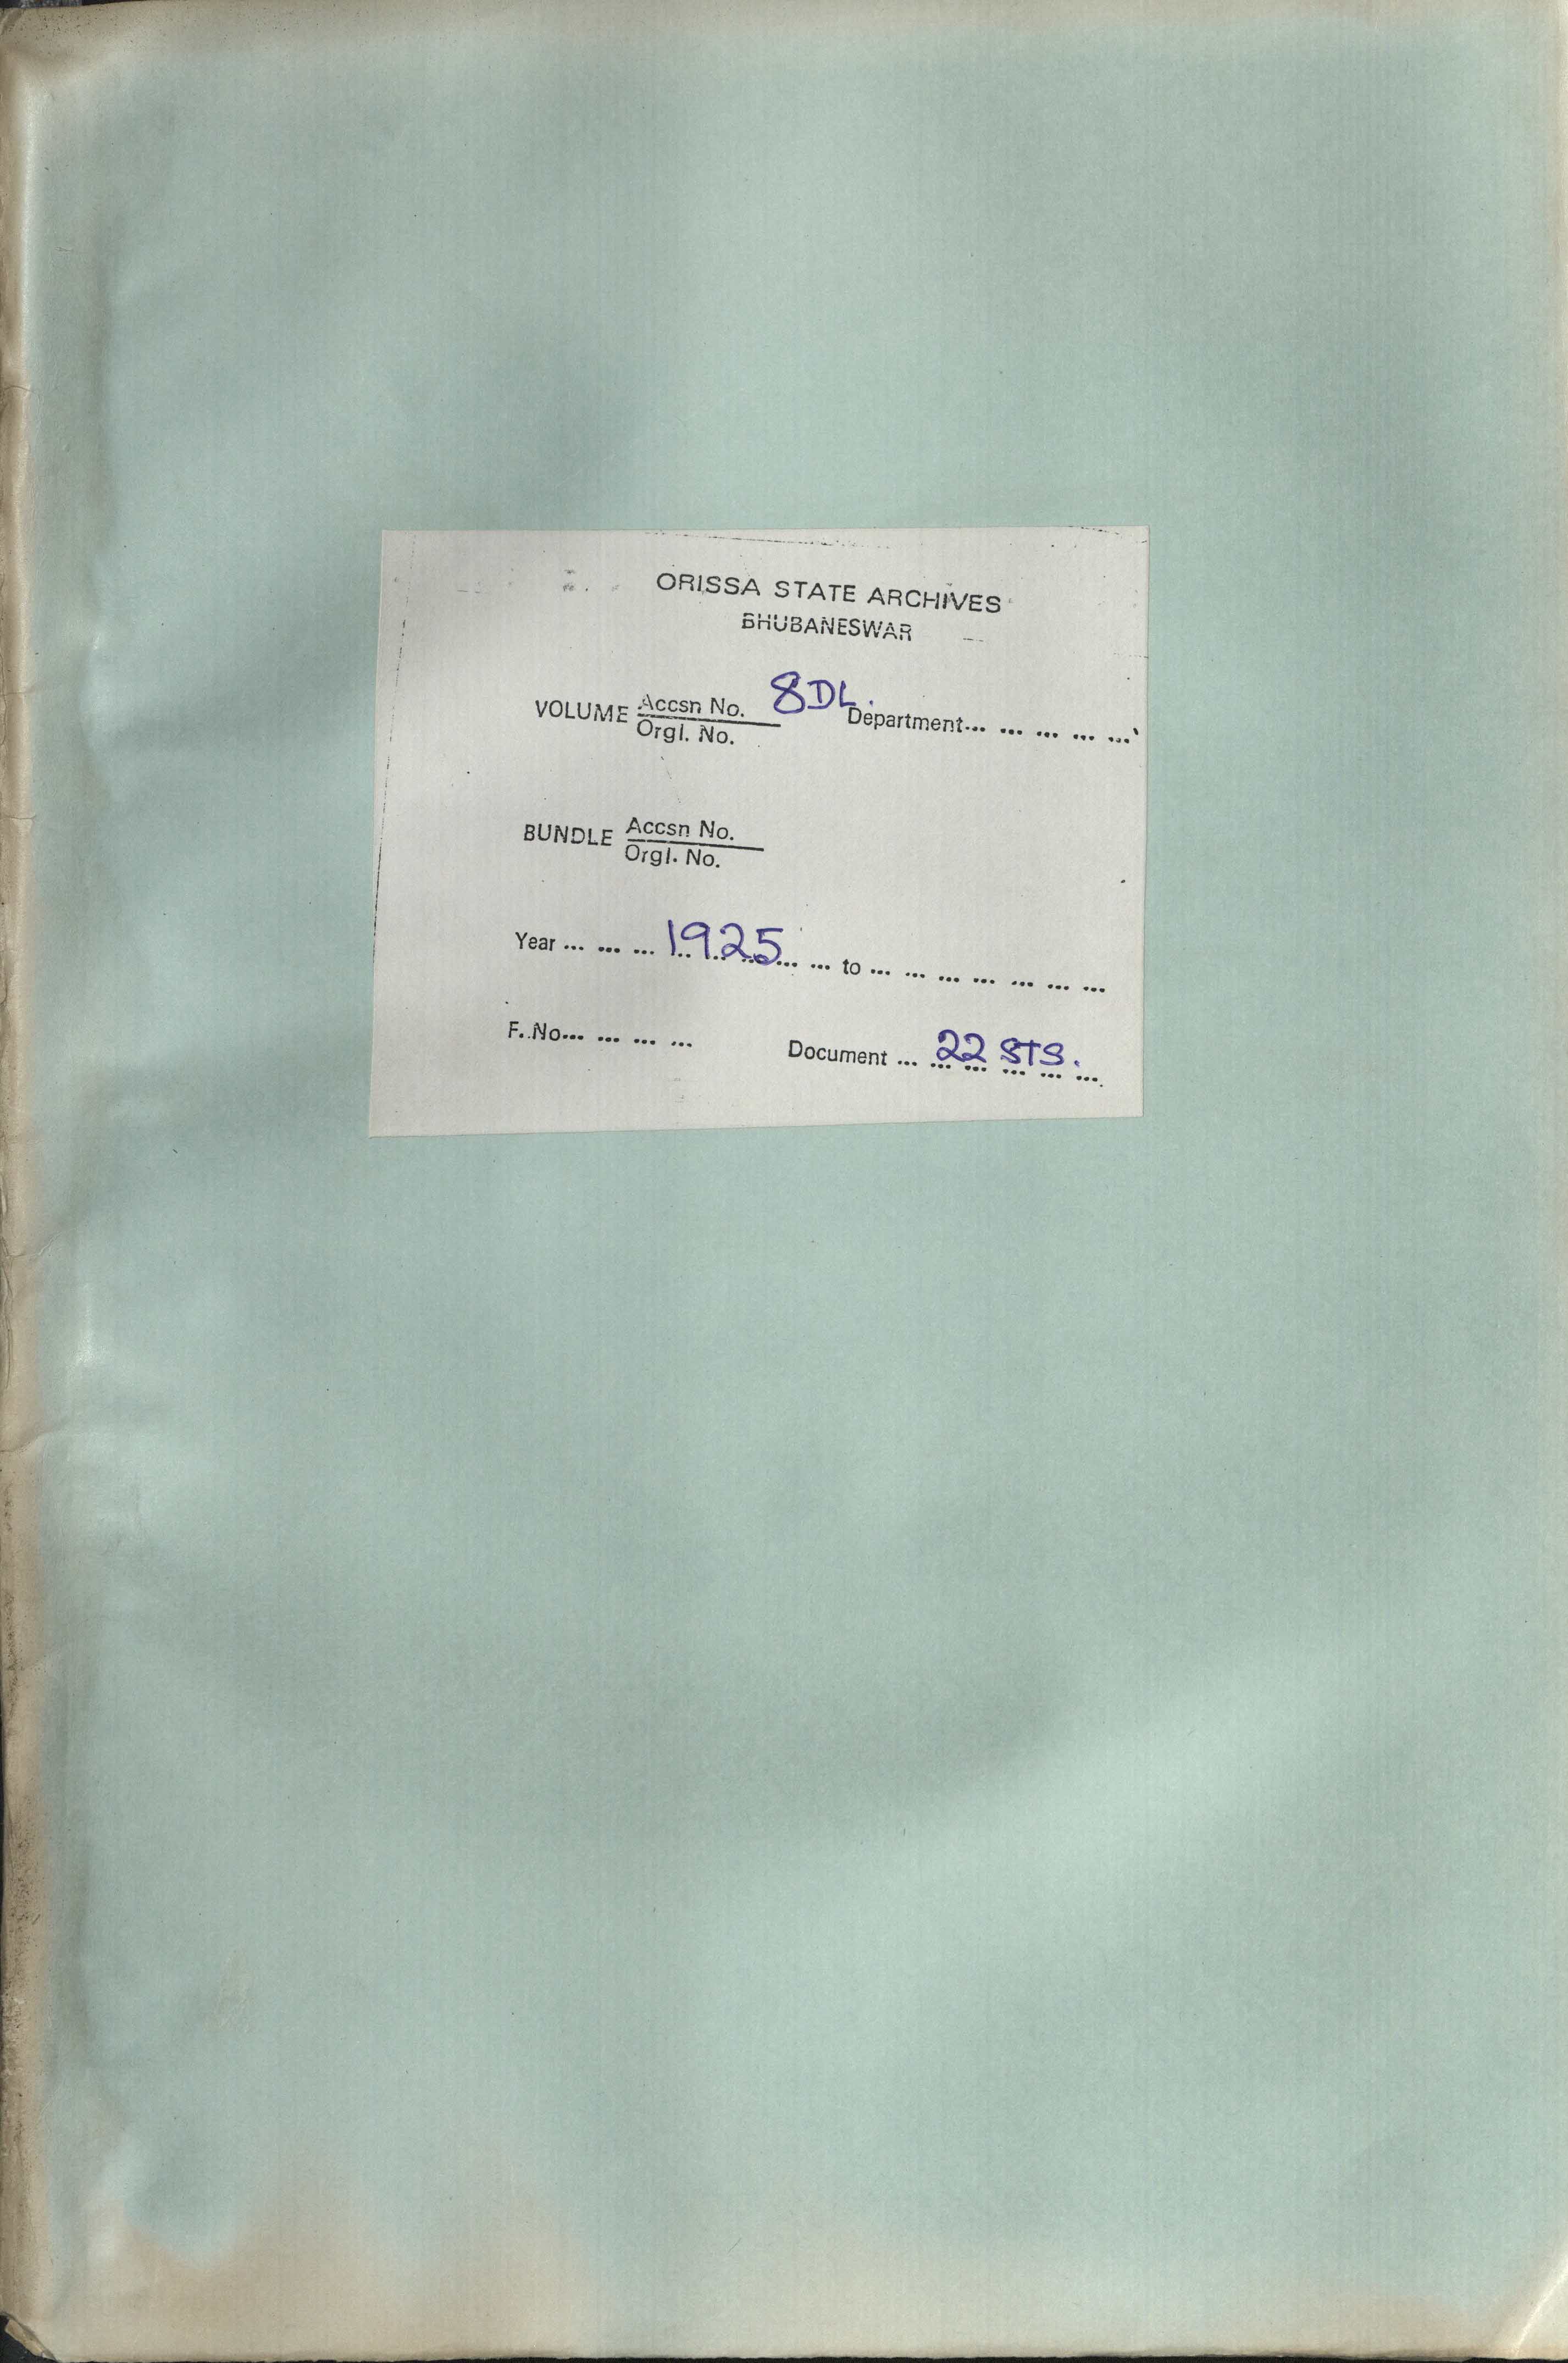 ORISSA STATE ARCHIVES
BHUBANESWAR
VOLUME Accsn No. 8DL. Department... ... ... ... ...
Orgl. No.
BUNDLE Accsn No.
Orgl. No.
Year ... ... ... 1925 ... ... to ... ... ... ... ... ... ...
F. No... ... ... ... Document ... 22 STS.